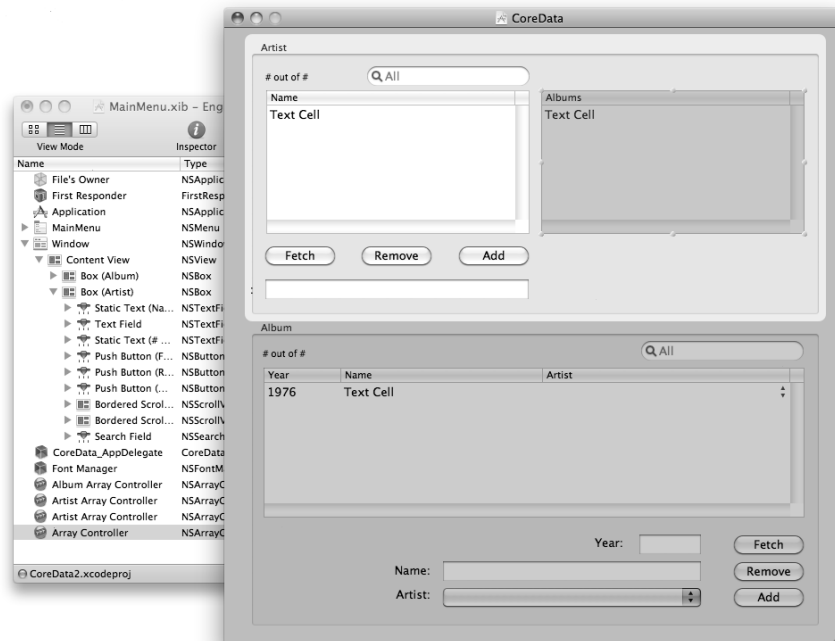 CoreData
Artist
# out of #
All
Name
Albums
Text Cell
Text Cell
Fetch
Remove
Add
:
Album
# out of #
All
Year
Name
Artist
1976
Text Cell
Year:
Fetch
Name:
Remove
Artist:
Add
MainMenu.xib – Eng
View Mode
Inspector
Name
Type
File's Owner
NSApplic
First Responder
FirstResp
Application
NSApplic
MainMenu
NSMenu
Window
NSWindo
Content View
NSView
Box (Album)
NSBox
Box (Artist)
NSBox
Static Text (Na...
NSTextFi
Text Field
NSTextFi
Static Text (# ...
NSTextFi
Push Button (F...
NSButton
Push Button (R...
NSButton
Push Button (...
NSButton
Bordered Scrol...
NSScrollV
Bordered Scrol...
NSScrollV
Search Field
NSSearch
CoreData_AppDelegate
CoreData
Font Manager
NSFontM
Album Array Controller
NSArrayC
Artist Array Controller
NSArrayC
Artist Array Controller
NSArrayC
Array Controller
NSArrayC
CoreData2.xcodeproj